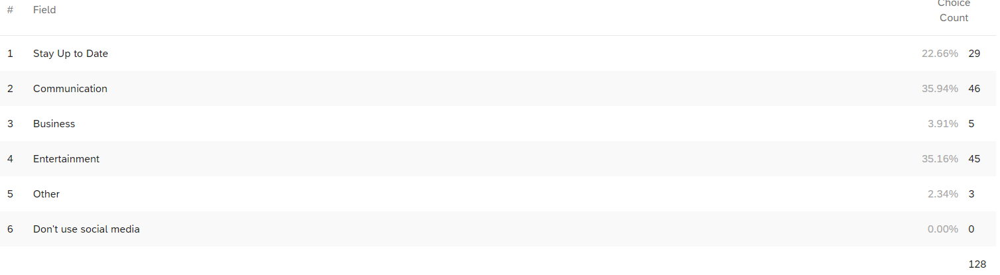 # Field Choice
Count
1 Stay Up to Date 22.66% 29
2 Communication 35.94% 46
3 Business 3.91% 5
4 Entertainment 35.16% 45
5 Other 2.34% 3
6 Don't use social media 0.00% 0
128